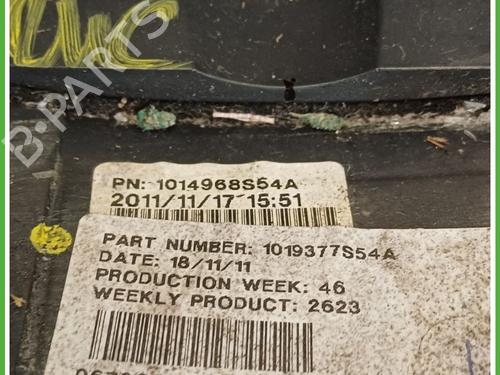 B-PARTS
PN: 1014968S54A
2011/11/17 15:51
PART NUMBER: 1019377S54A
DATE: 18/11/11
PRODUCTION WEEK: 46
WEEKLY PRODUCT: 2623